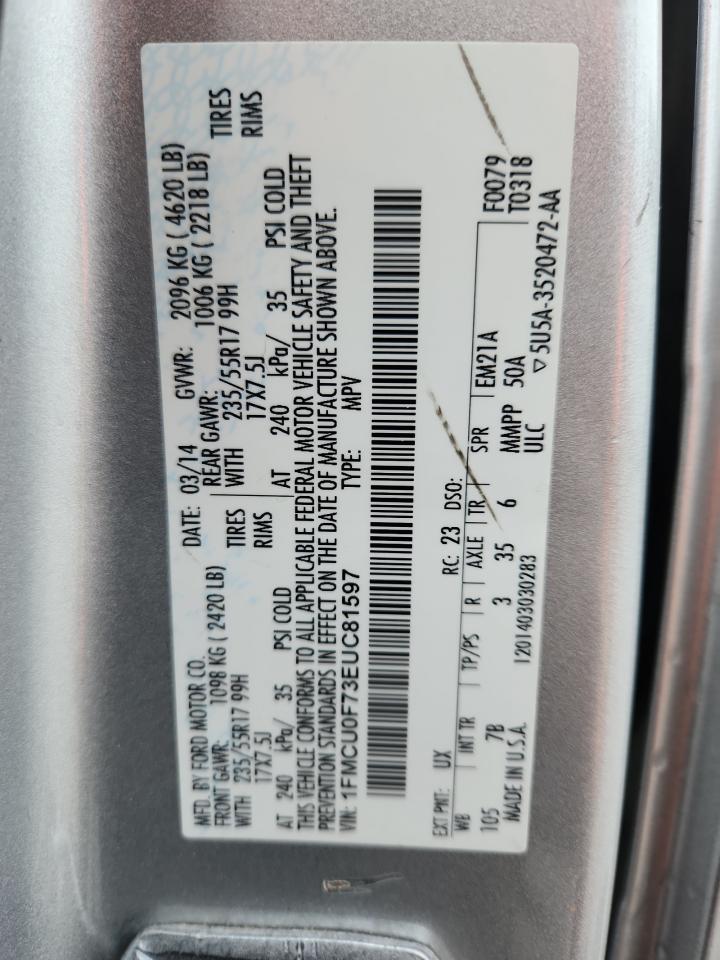 MFD. BY FORD MOTOR CO.
DATE: 03/14 GVWR: 2096 KG ( 4620 LB)
FRONT GAWR: 1098 KG ( 2420 LB) REAR GAWR: 1006 KG ( 2218 LB)
WITH 235/55R17 99H TIRES WITH 235/55R17 99H TIRES
17X7.5J RIMS 17X7.5J RIMS
AT 240 kPa/ 35 PSI COLD AT 240 kPa/ 35 PSI COLD
THIS VEHICLE CONFORMS TO ALL APPLICABLE FEDERAL MOTOR VEHICLE SAFETY AND THEFT
PREVENTION STANDARDS IN EFFECT ON THE DATE OF MANUFACTURE SHOWN ABOVE.
VIN: 1FMCU0F73EUC81597 TYPE: MPV
EXT PNT: UX RC: 23 DSO: F0079
WB INT TR TP/PS R AXLE TR SPR EM21A T0318
105 7B 3 35 6 MMPP 50A
MADE IN U.S.A. 1201403030283 ULC ▽5U5A-3520472-AA